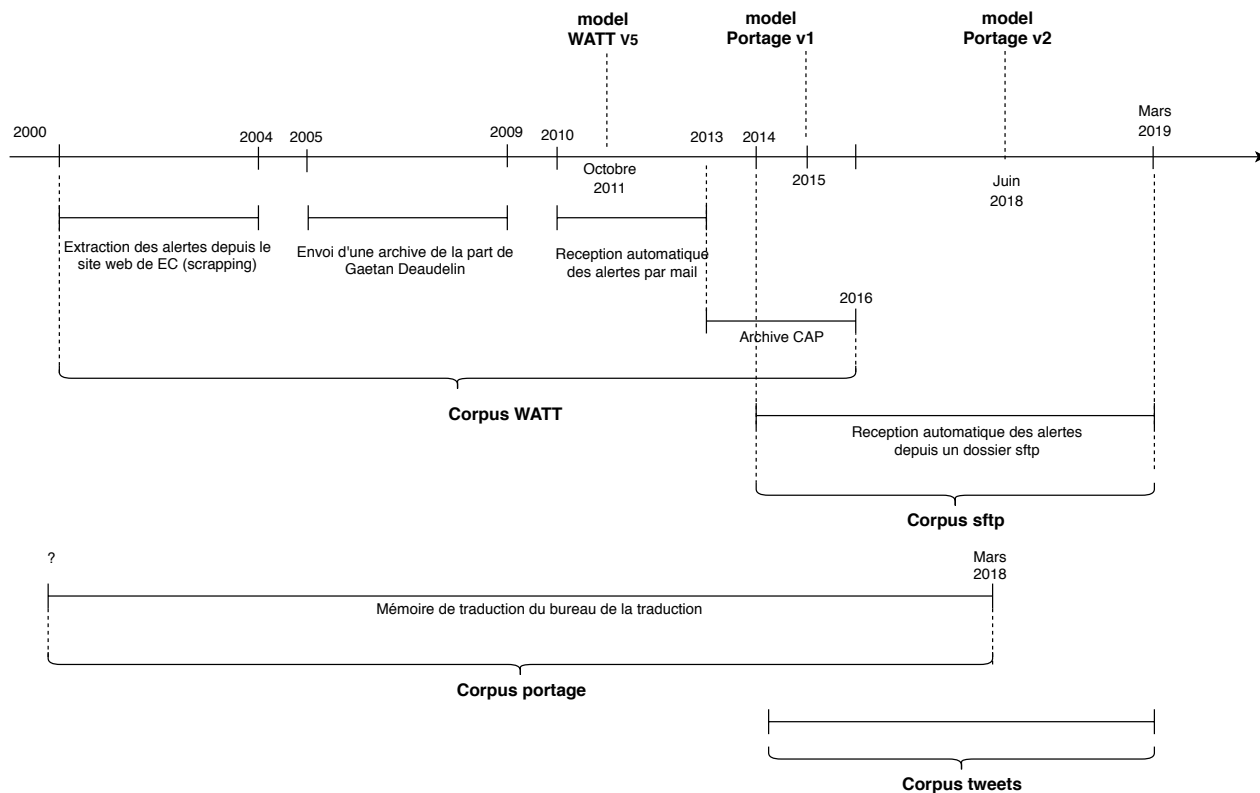 model
WATT V5
model
Portage v1
model
Portage v2
2000
2004
2005
2009
2010
2013
2014
Mars
2019
Octobre
2011
2015
Juin
2018
Extraction des alertes depuis le
site web de EC (scrapping)
Envoi d'une archive de la part de
Gaetan Deaudelin
Reception automatique
des alertes par mail
2016
Archive CAP
Corpus WATT
Reception automatique des alertes
depuis un dossier sftp
Corpus sftp
?
Mars
2018
Mémoire de traduction du bureau de la traduction
Corpus portage
Corpus tweets